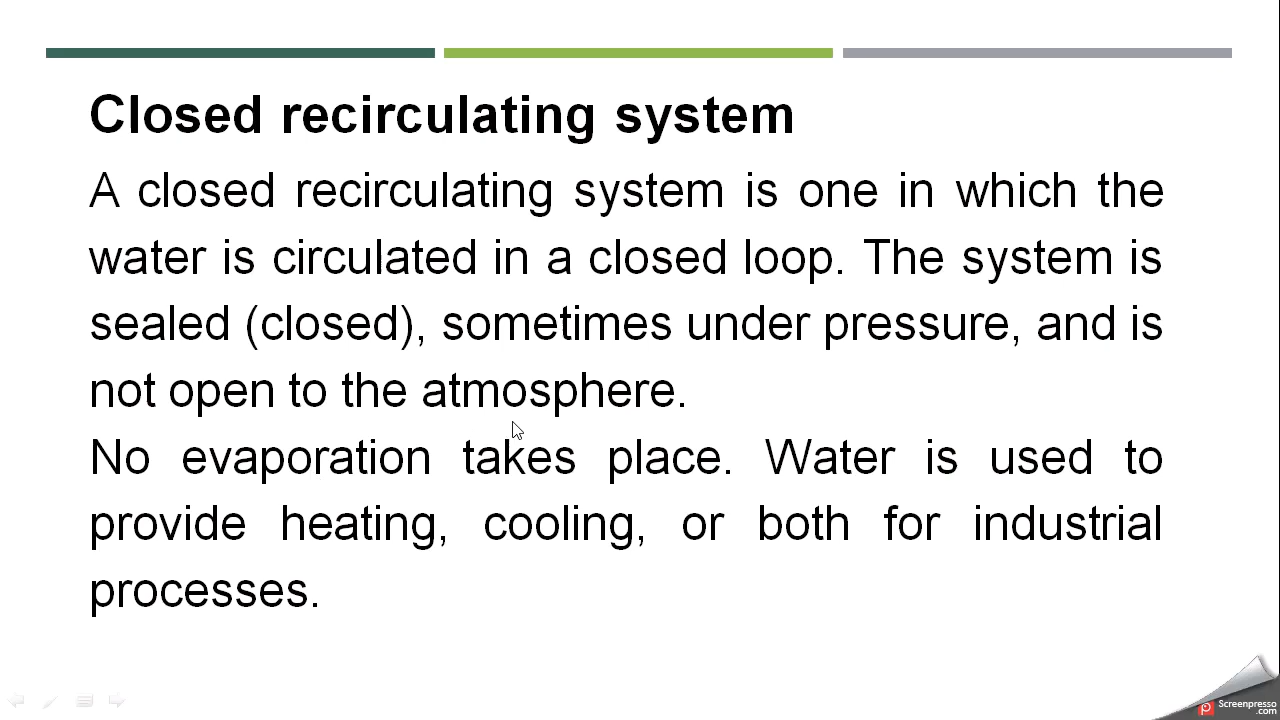 Closed recirculating system
A closed recirculating system is one in which the
water is circulated in a closed loop. The system is
sealed (closed), sometimes under pressure, and is
not open to the atmosphere.
No evaporation takes place. Water is used to
provide heating, cooling, or both for industrial
processes.
Screenpresso
.com